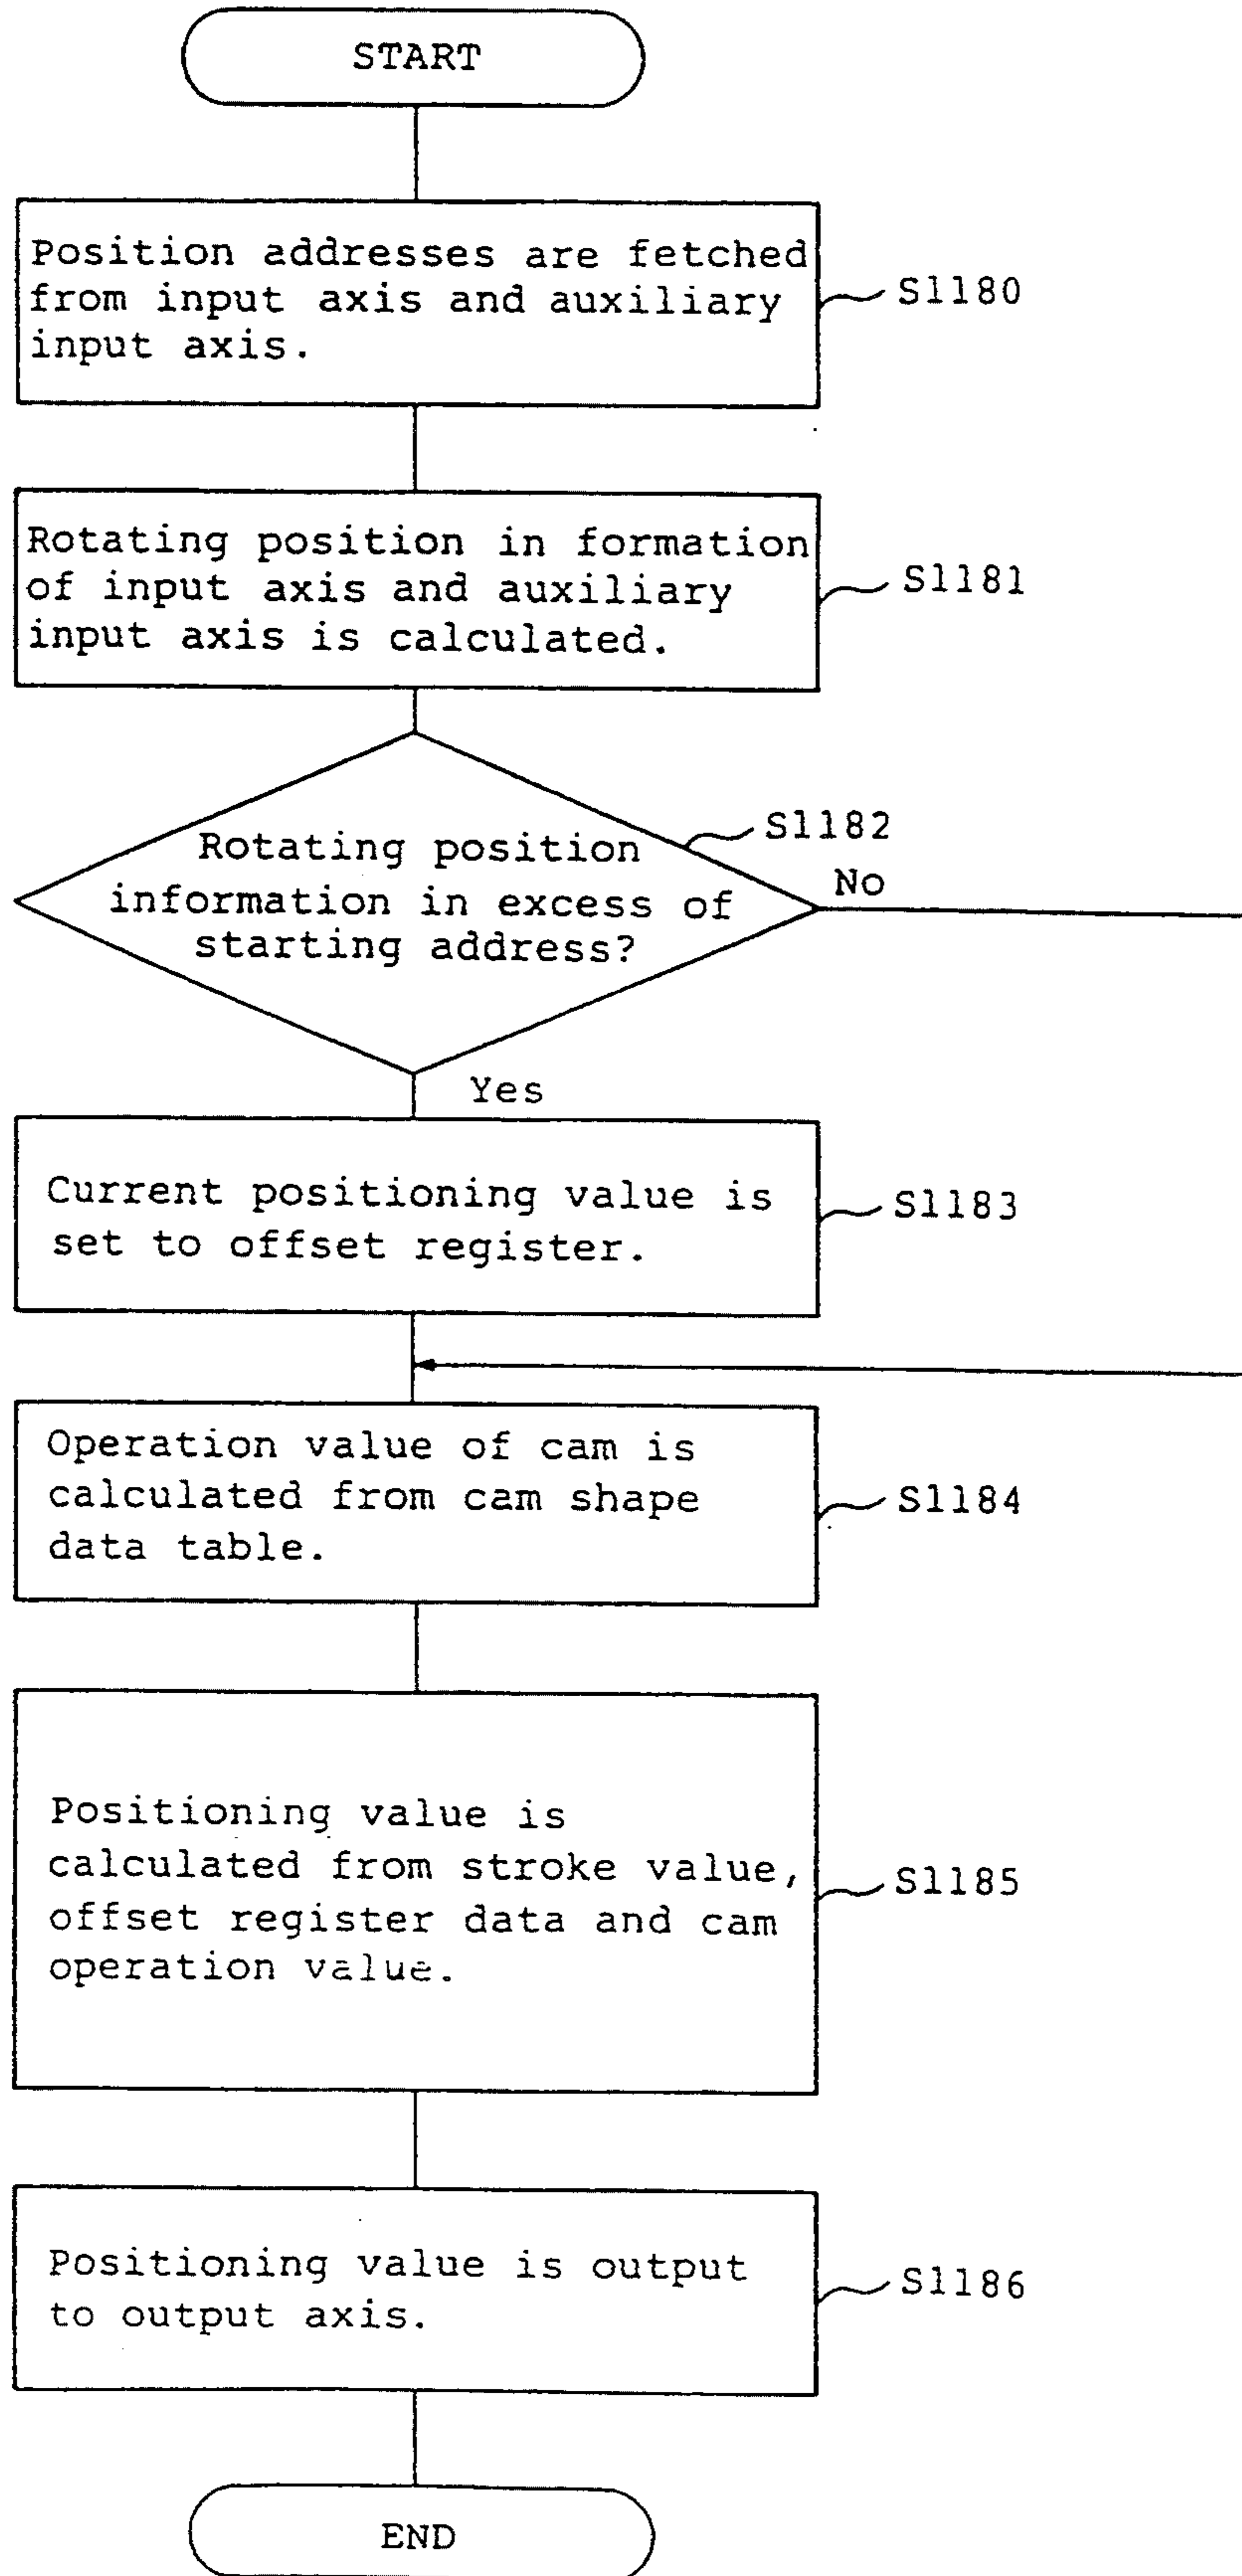 START
Position addresses are fetched
from input axis and auxiliary
input axis.
S1180
Rotating position in formation
of input axis and auxiliary
input axis is calculated.
S1181
S1182
Rotating position
information in excess of
starting address?
No
Yes
Current positioning value is
set to offset register.
S1183
Operation value of cam is
calculated from cam shape
data table.
S1184
Positioning value is
calculated from stroke value,
offset register data and cam
operation value.
S1185
Positioning value is output
to output axis.
S1186
END